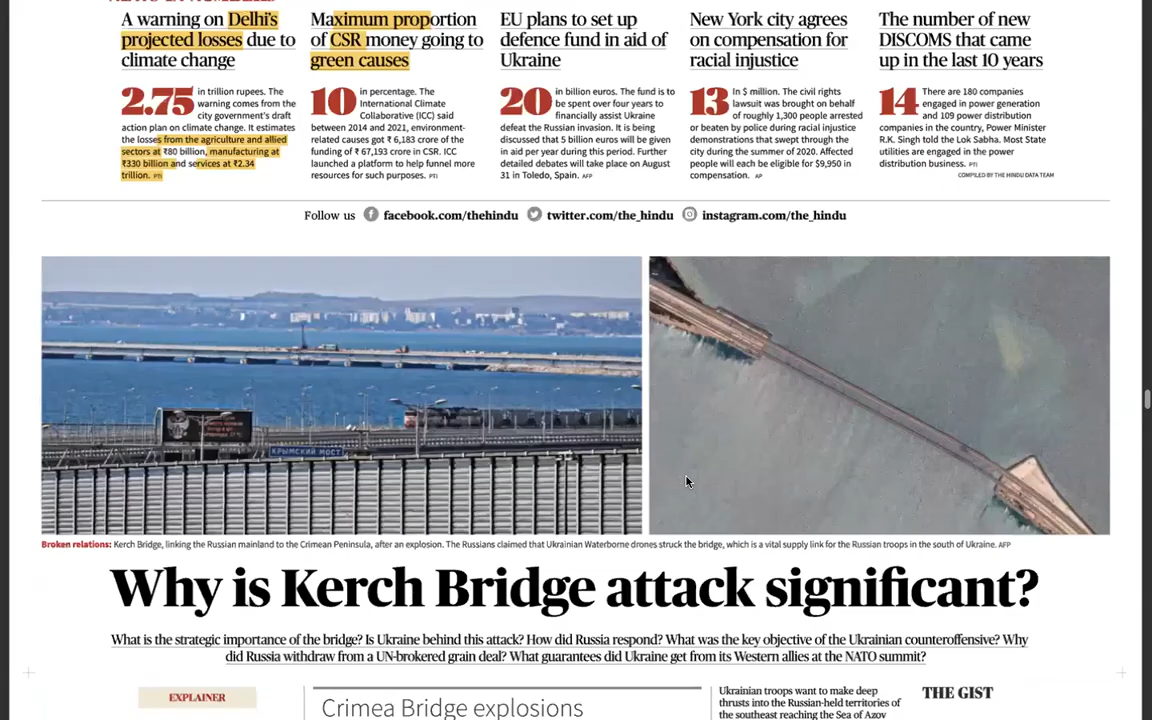 A warning on Delhi's
projected losses due to
climate change
2.75 in trillion rupees. The
warning comes from the
city government's draft
action plan on climate change. It estimates
the losses from the agriculture and allied
sectors at ₹80 billion, manufacturing at
₹330 billion and services at ₹2.34
trillion. PTI
Maximum proportion
of CSR money going to
green causes
10 in percentage. The
International Climate
Collaborative (ICC) said
between 2014 and 2021, environment-
related causes got ₹ 6,183 crore of the
funding of ₹ 67,193 crore in CSR. ICC
launched a platform to help funnel more
resources for such purposes. PTI
EU plans to set up
defence fund in aid of
Ukraine
20 in billion euros. The fund is to
be spent over four years to
financially assist Ukraine
defeat the Russian invasion. It is being
discussed that 5 billion euros will be given
in aid per year during this period. Further
detailed debates will take place on August
31 in Toledo, Spain. AFP
New York city agrees
on compensation for
racial injustice
13 In $ million. The civil rights
lawsuit was brought on behalf
of roughly 1,300 people arrested
or beaten by police during racial injustice
demonstrations that swept through the
city during the summer of 2020. Affected
people will each be eligible for $9,950 in
compensation. AP
The number of new
DISCOMS that came
up in the last 10 years
14 There are 180 companies
engaged in power generation
and 109 power distribution
companies in the country, Power Minister
R.K. Singh told the Lok Sabha. Most State
utilities are engaged in the power
distribution business. PTI
COMPILED BY THE HINDU DATA TEAM
Follow us facebook.com/thehindu twitter.com/the_hindu instagram.com/the_hindu
КРЫМСКИЙ МОСТ
Broken relations: Kerch Bridge, linking the Russian mainland to the Crimean Peninsula, after an explosion. The Russians claimed that Ukrainian Waterborne drones struck the bridge, which is a vital supply link for the Russian troops in the south of Ukraine. AFP
Why is Kerch Bridge attack significant?
What is the strategic importance of the bridge? Is Ukraine behind this attack? How did Russia respond? What was the key objective of the Ukrainian counteroffensive? Why
did Russia withdraw from a UN-brokered grain deal? What guarantees did Ukraine get from its Western allies at the NATO summit?
EXPLAINER
Crimea Bridge explosions
Ukrainian troops want to make deep
thrusts into the Russian-held territories of
the southeast reaching the Sea of Azov
THE GIST